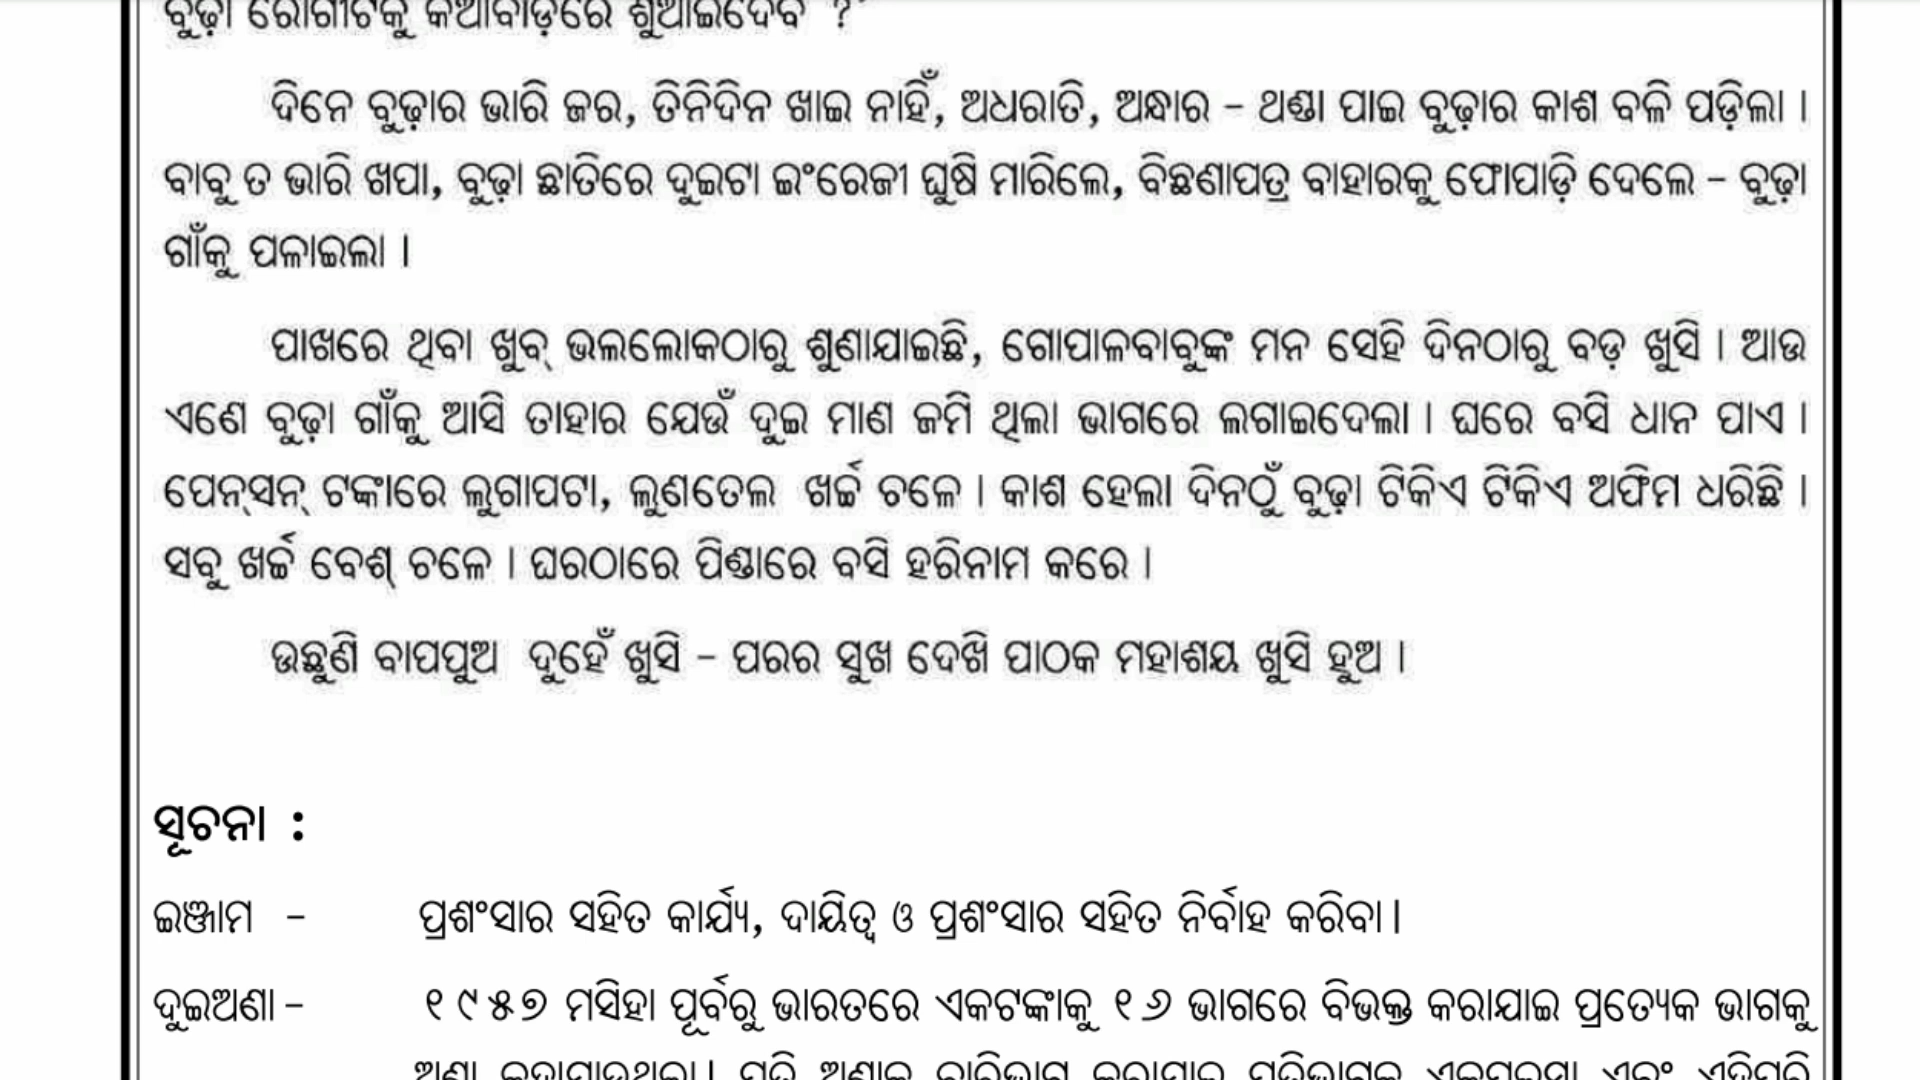 ବୁଢ଼ା ରୋଗୀଟିକୁ କଅଁାବାଡ଼ିରେ ଶୁଆଇଦେବ ?'
ଦିନେ ବୁଢ଼ାର ଭାରି ଜର, ତିନିଦିନ ଖାଇ ନାହିଁ, ଅଧରାତି, ଅନ୍ଧାର – ଥଣ୍ଡା ପାଇ ବୁଢ଼ାର କାଶ ବଳି ପଡ଼ିଲା ।
ବାବୁ ତ ଭାରି ଖପା, ବୁଢ଼ା ଛାତିରେ ଦୁଇଟା ଇଂରେଜୀ ଘୁଷି ମାରିଲେ, ବିଛଣାପତ୍ର ବାହାରକୁ ଫୋପାଡ଼ି ଦେଲେ – ବୁଢ଼ା
ଗାଁକୁ ପଳାଇଲା ।
ପାଖରେ ଥିବା ଖୁବ୍ ଭଲଲୋକଠାରୁ ଶୁଣାଯାଇଛି, ଗୋପାଳବାବୁଙ୍କ ମନ ସେହି ଦିନଠାରୁ ବଡ଼ ଖୁସି । ଆଉ
ଏଣେ ବୁଢ଼ା ଗାଁକୁ ଆସି ତାହାର ଯେଉଁ ଦୁଇ ମାଣ ଜମି ଥିଲା ଭାଗରେ ଲଗାଇଦେଲା । ଘରେ ବସି ଧାନ ପାଏ ।
ପେନ୍‌ସନ୍ ଟଙ୍କାରେ ଲୁଗାପଟା, ଲୁଣତେଲ ଖର୍ଚ୍ଚ ଚଳେ । କାଶ ହେଲା ଦିନଠୁଁ ବୁଢ଼ା ଟିକିଏ ଟିକିଏ ଅଫିମ ଧରିଛି ।
ସବୁ ଖର୍ଚ୍ଚ ବେଶ୍ ଚଳେ । ଘରଠାରେ ପିଣ୍ଡାରେ ବସି ହରିନାମ କରେ ।
ଉଛୁଣି ବାପପୁଅ ଦୁହେଁ ଖୁସି – ପରର ସୁଖ ଦେଖି ପାଠକ ମହାଶୟ ଖୁସି ହୁଅ ।
ସୂଚନା :
ଇଞ୍ଜାମ – ପ୍ରଶଂସାର ସହିତ କାର୍ଯ୍ୟ, ଦାୟିତ୍ୱ ଓ ପ୍ରଶଂସାର ସହିତ ନିର୍ବାହ କରିବା।
ଦୁଇଅଣା – ୧୯୫୭ ମସିହା ପୂର୍ବରୁ ଭାରତରେ ଏକଟଙ୍କାକୁ ୧୬ ଭାଗରେ ବିଭକ୍ତ କରାଯାଇ ପ୍ରତ୍ୟେକ ଭାଗକୁ